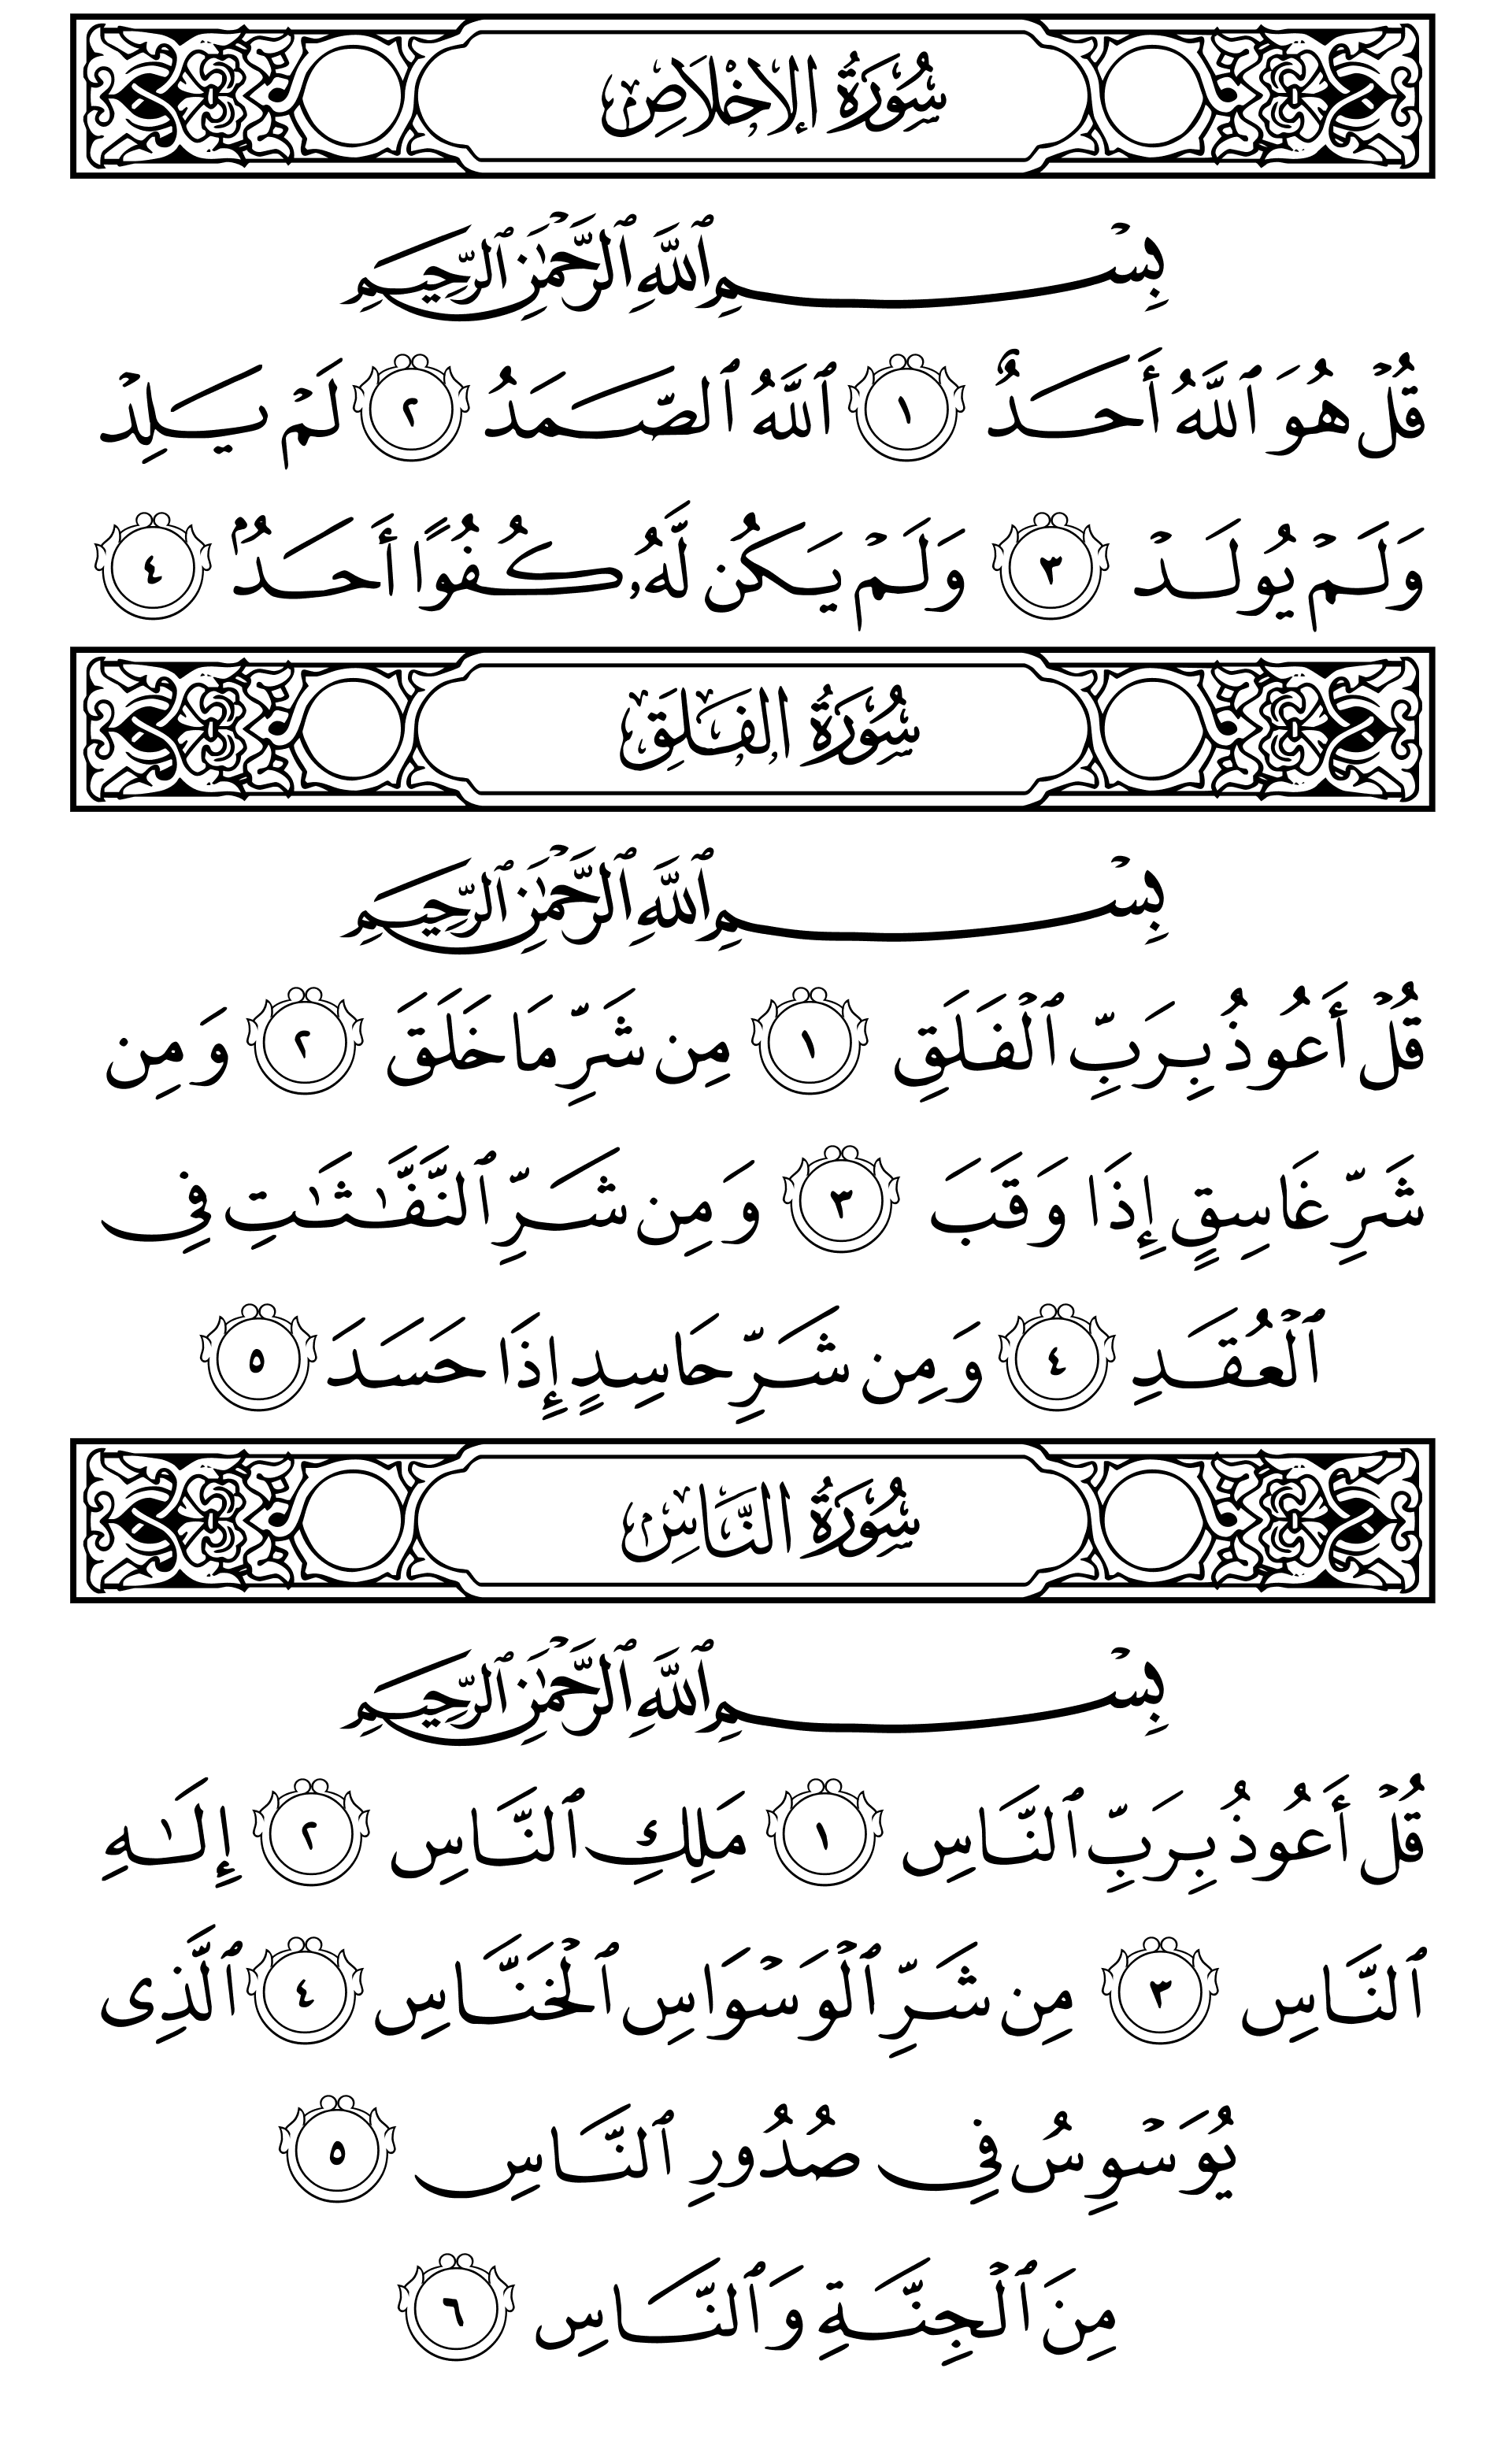 سُورَةُ الإِخْلَاصِ
بِسْمِ ٱللَّهِ ٱلرَّحْمَٰنِ ٱلرَّحِيمِ
قُلْ هُوَ ٱللَّهُ أَحَدٌ ١ ٱللَّهُ ٱلصَّمَدُ ٢ لَمْ يَلِدْ
وَلَمْ يُولَدْ ٣ وَلَمْ يَكُن لَّهُۥ كُفُوًا أَحَدٌۢ ٤
سُورَةُ الفَلَقِ
بِسْمِ ٱللَّهِ ٱلرَّحْمَٰنِ ٱلرَّحِيمِ
قُلْ أَعُوذُ بِرَبِّ ٱلْفَلَقِ ١ مِن شَرِّ مَا خَلَقَ ٢ وَمِن
شَرِّ غَاسِقٍ إِذَا وَقَبَ ٣ وَمِن شَرِّ ٱلنَّفَّٰثَٰتِ فِى
ٱلْعُقَدِ ٤ وَمِن شَرِّ حَاسِدٍ إِذَا حَسَدَ ٥
سُورَةُ النَّاسِ
بِسْمِ ٱللَّهِ ٱلرَّحْمَٰنِ ٱلرَّحِيمِ
قُلْ أَعُوذُ بِرَبِّ ٱلنَّاسِ ١ مَلِكِ ٱلنَّاسِ ٢ إِلَٰهِ
ٱلنَّاسِ ٣ مِن شَرِّ ٱلْوَسْوَاسِ ٱلْخَنَّاسِ ٤ ٱلَّذِى
يُوَسْوِسُ فِى صُدُورِ ٱلنَّاسِ ٥
مِنَ ٱلْجِنَّةِ وَٱلنَّاسِ ٦